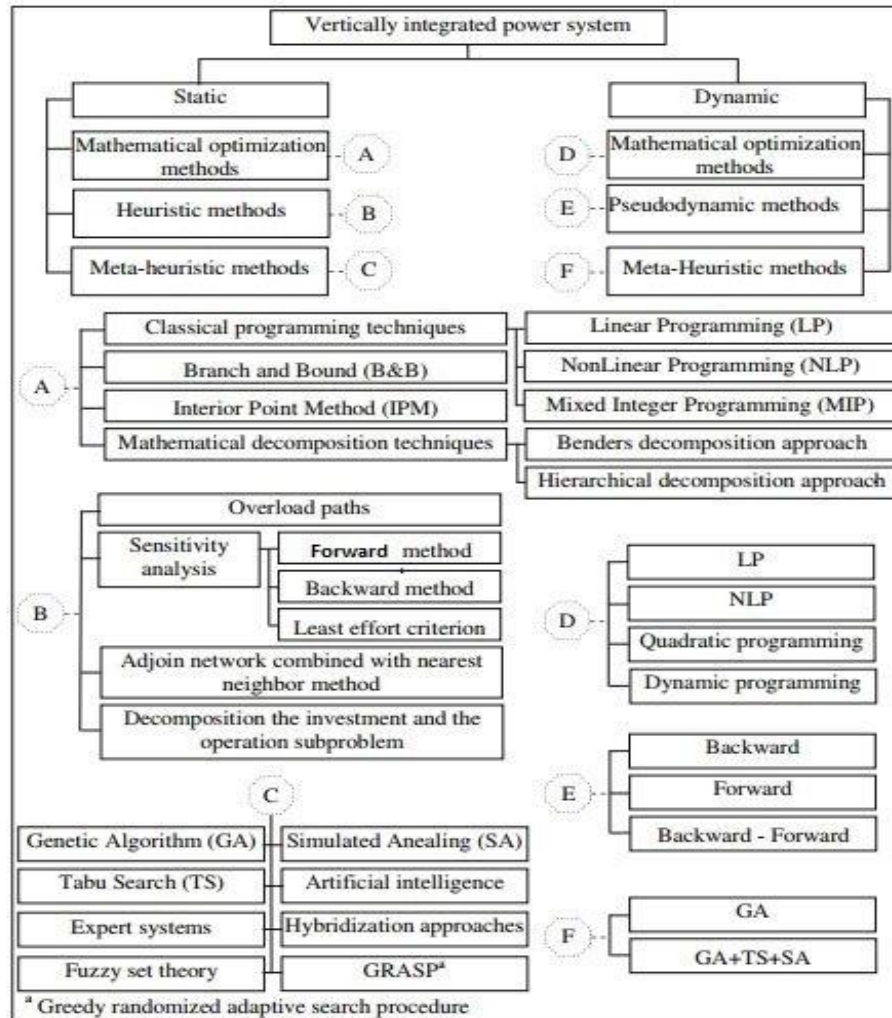 Vertically integrated power system
Static
Dynamic
Mathematical optimization
methods
A
D
Mathematical optimization
methods
Heuristic methods
B
E
Pseudodynamic methods
Meta-heuristic methods
C
F
Meta-Heuristic methods
A
Classical programming techniques
Linear Programming (LP)
Branch and Bound (B&B)
NonLinear Programming (NLP)
Interior Point Method (IPM)
Mixed Integer Programming (MIP)
Mathematical decomposition techniques
Benders decomposition approach
Hierarchical decomposition approach
B
Overload paths
Sensitivity
analysis
Forward method
Backward method
Least effort criterion
Adjoin network combined with nearest
neighbor method
Decomposition the investment and the
operation subproblem
D
LP
NLP
Quadratic programming
Dynamic programming
E
Backward
Forward
Backward - Forward
C
Genetic Algorithm (GA)
Simulated Anealing (SA)
Tabu Search (TS)
Artificial intelligence
Expert systems
Hybridization approaches
Fuzzy set theory
GRASPª
F
GA
GA+TS+SA
ª Greedy randomized adaptive search procedure